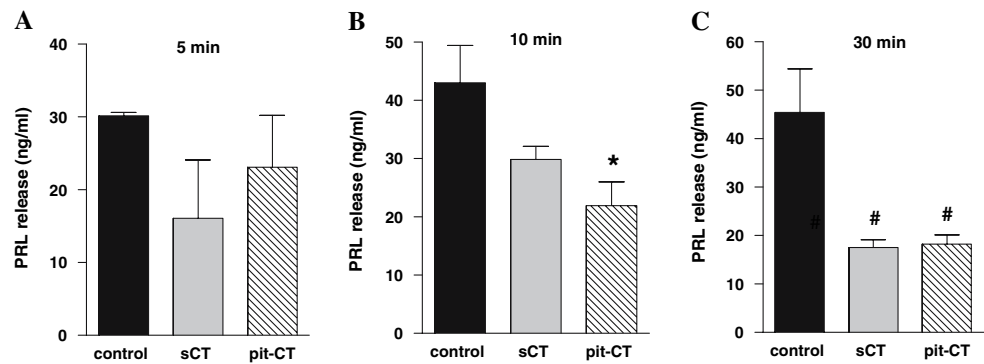 A
5 min
PRL release (ng/ml)
40
30
20
10
0
control sCT pit-CT
B
10 min
PRL release (ng/ml)
50
40
30
20
10
0
*
control sCT pit-CT
C
30 min
PRL release (ng/ml)
60
50
40
30
20
10
0
# # #
control sCT pit-CT